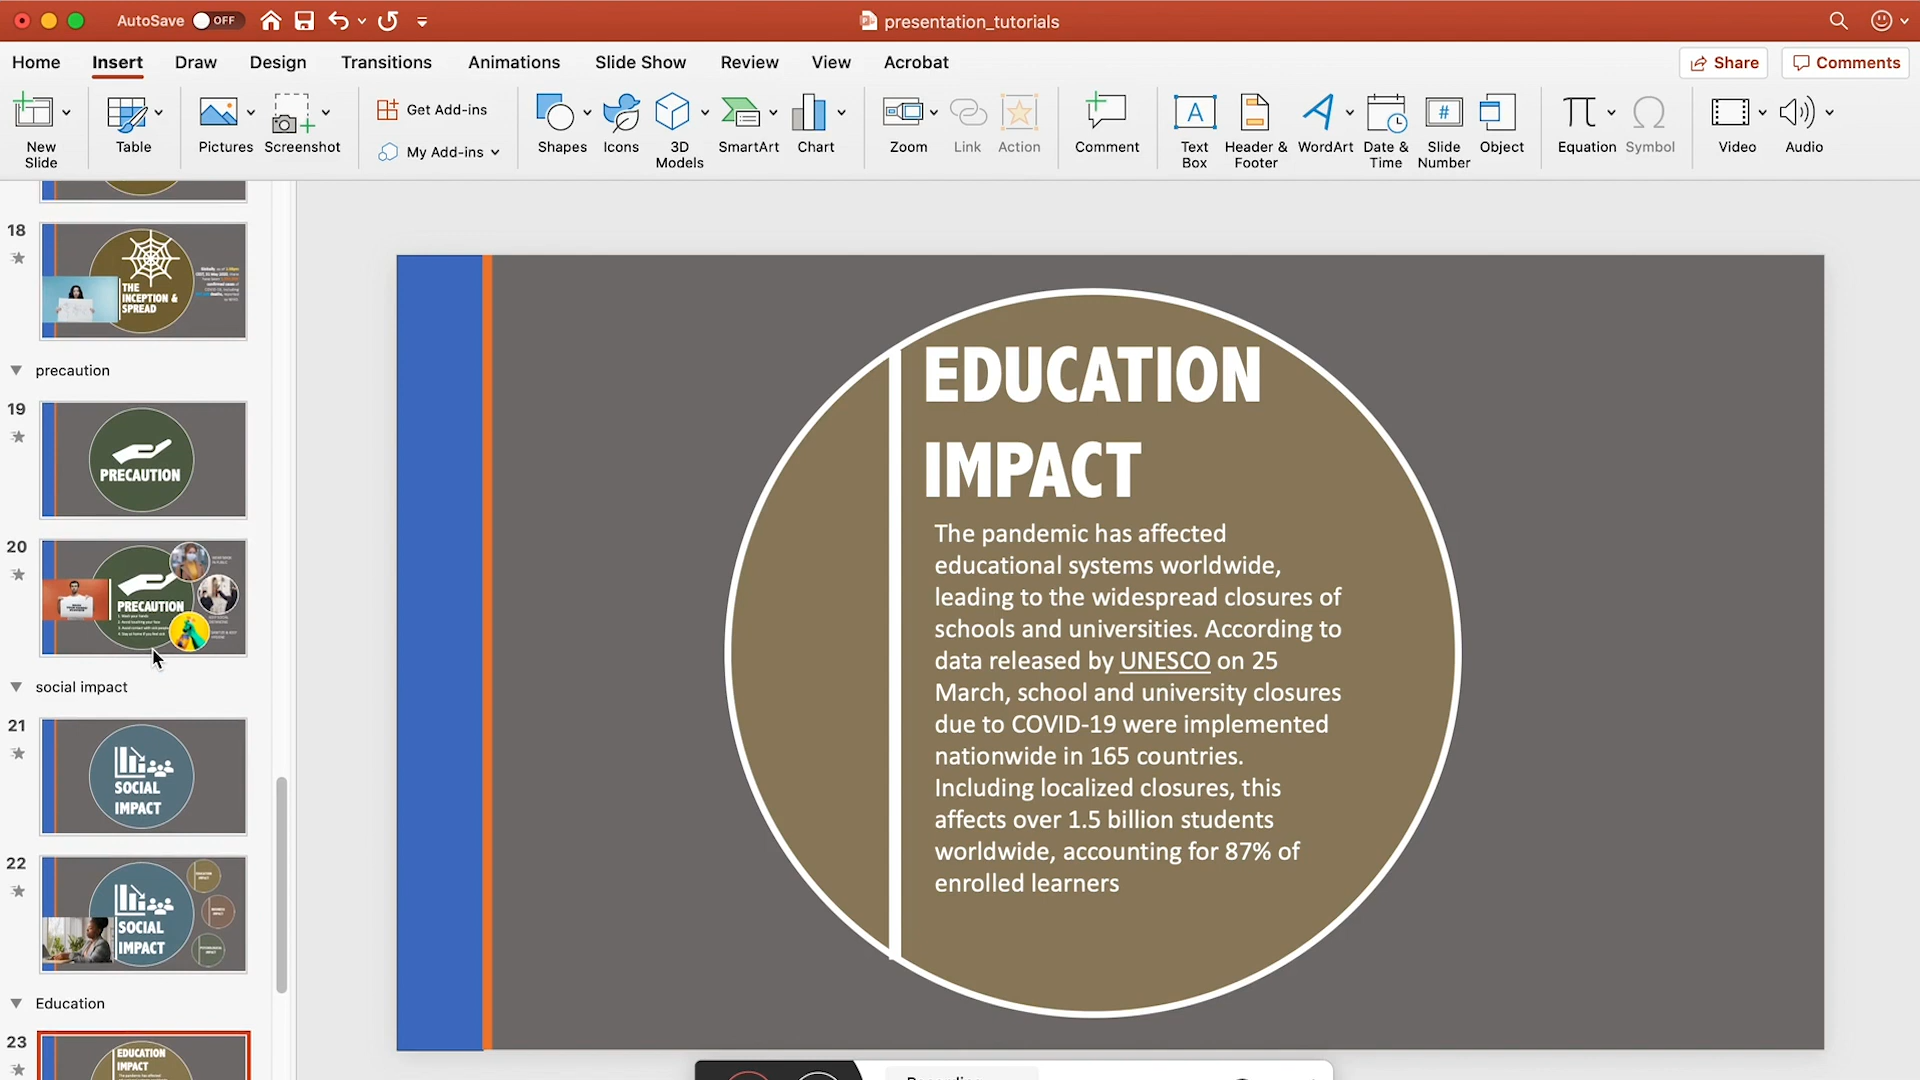 AutoSave OFF
presentation_tutorials
Home Insert Draw Design Transitions Animations Slide Show Review View Acrobat Share Comments
New Slide
Table
Pictures
Screenshot
Get Add-ins
My Add-ins
Shapes
Icons
3D Models
SmartArt
Chart
Zoom
Link
Action
Comment
Text Box
Header & Footer
WordArt
Date & Time
Slide Number
Object
Equation
Symbol
Video
Audio
18
THE
INCEPTION &
SPREAD
precaution
19
PRECAUTION
20
PRECAUTION
social impact
21
SOCIAL
IMPACT
22
SOCIAL
IMPACT
Education
23
EDUCATION
IMPACT
EDUCATION
IMPACT
The pandemic has affected
educational systems worldwide,
leading to the widespread closures of
schools and universities. According to
data released by UNESCO on 25
March, school and university closures
due to COVID-19 were implemented
nationwide in 165 countries.
Including localized closures, this
affects over 1.5 billion students
worldwide, accounting for 87% of
enrolled learners